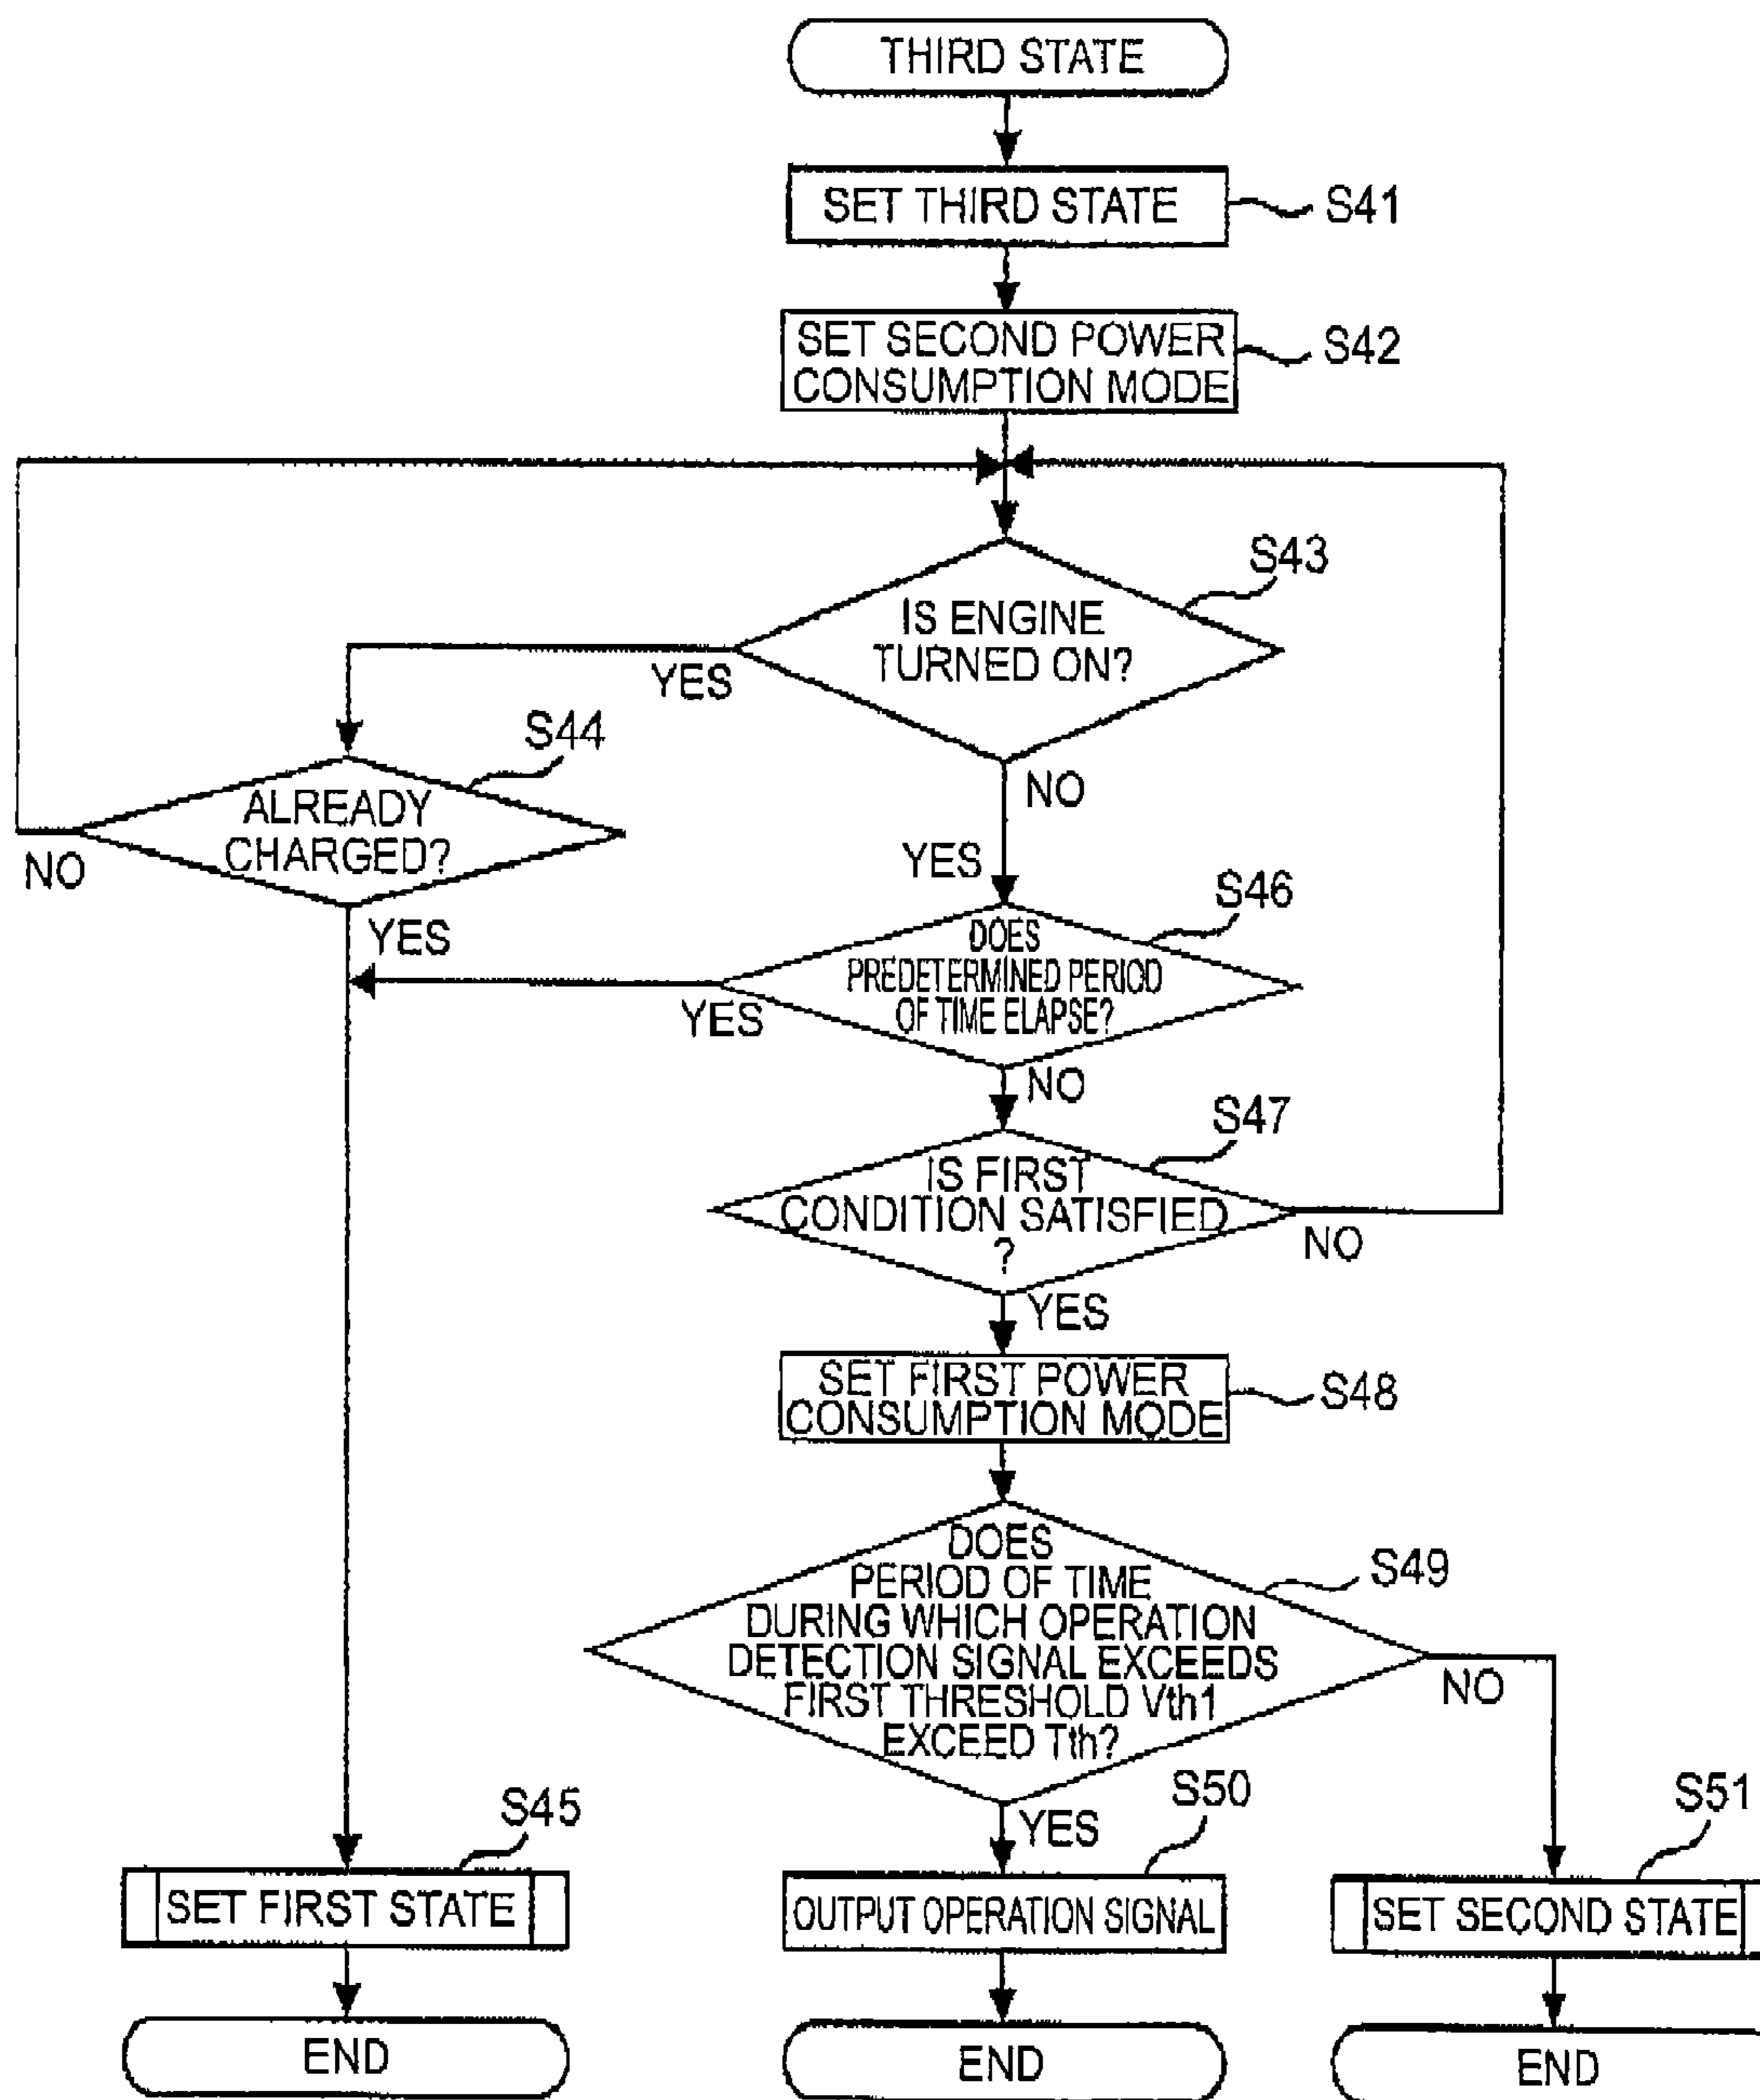 THIRD STATE
SET THIRD STATE
S41
SET SECOND POWER
CONSUMPTION MODE
S42
S43
IS ENGINE
TURNED ON?
YES
NO
S44
ALREADY
CHARGED?
NO
YES
YES
S46
DOES
PREDETERMINED PERIOD
OF TIME ELAPSE?
YES
NO
S47
IS FIRST
CONDITION SATISFIED
?
NO
YES
SET FIRST POWER
CONSUMPTION MODE
S48
DOES
PERIOD OF TIME
DURING WHICH OPERATION
DETECTION SIGNAL EXCEEDS
FIRST THRESHOLD Vth1
EXCEED Tth?
S49
NO
YES
S45
SET FIRST STATE
S50
OUTPUT OPERATION SIGNAL
S51
SET SECOND STATE
END
END
END